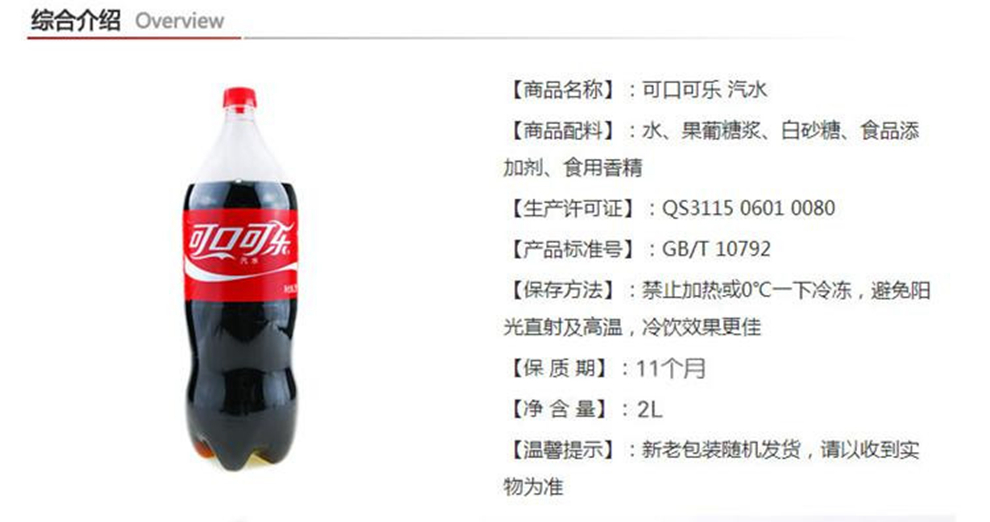 综合介绍 Overview
【商品名称】：可口可乐 汽水
【商品配料】：水、果葡糖浆、白砂糖、食品添
加剂、食用香精
【生产许可证】：QS3115 0601 0080
【产品标准号】：GB/T 10792
【保存方法】：禁止加热或0℃一下冷冻，避免阳
光直射及高温，冷饮效果更佳
【保 质 期】：11个月
【净 含 量】：2L
【温馨提示】：新老包装随机发货，请以收到实
物为准
可口可乐
汽水